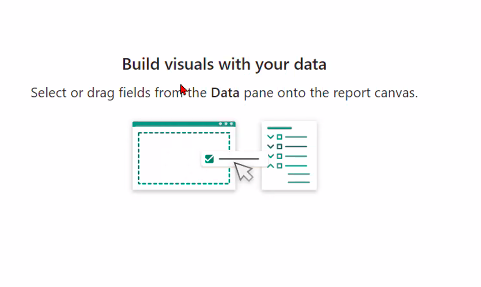 Build visuals with your data
Select or drag fields from the Data pane onto the report canvas.